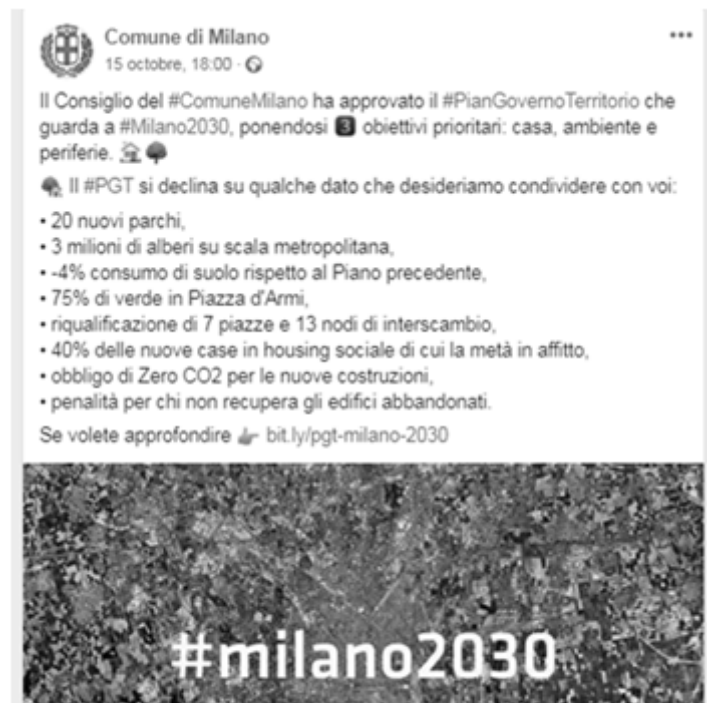 Comune di Milano
15 octobre, 18:00 ·
Il Consiglio del #ComuneMilano ha approvato il #PianGovernoTerritorio che
guarda a #Milano2030, ponendosi 3 obiettivi prioritari: casa, ambiente e
periferie. 🏠🌳
🌳 Il #PGT si declina su qualche dato che desideriamo condividere con voi:
• 20 nuovi parchi,
• 3 milioni di alberi su scala metropolitana,
• -4% consumo di suolo rispetto al Piano precedente,
• 75% di verde in Piazza d'Armi,
• riqualificazione di 7 piazze e 13 nodi di interscambio,
• 40% delle nuove case in housing sociale di cui la metà in affitto,
• obbligo di Zero CO2 per le nuove costruzioni,
• penalità per chi non recupera gli edifici abbandonati.
Se volete approfondire 👉 bit.ly/pgt-milano-2030
#milano2030